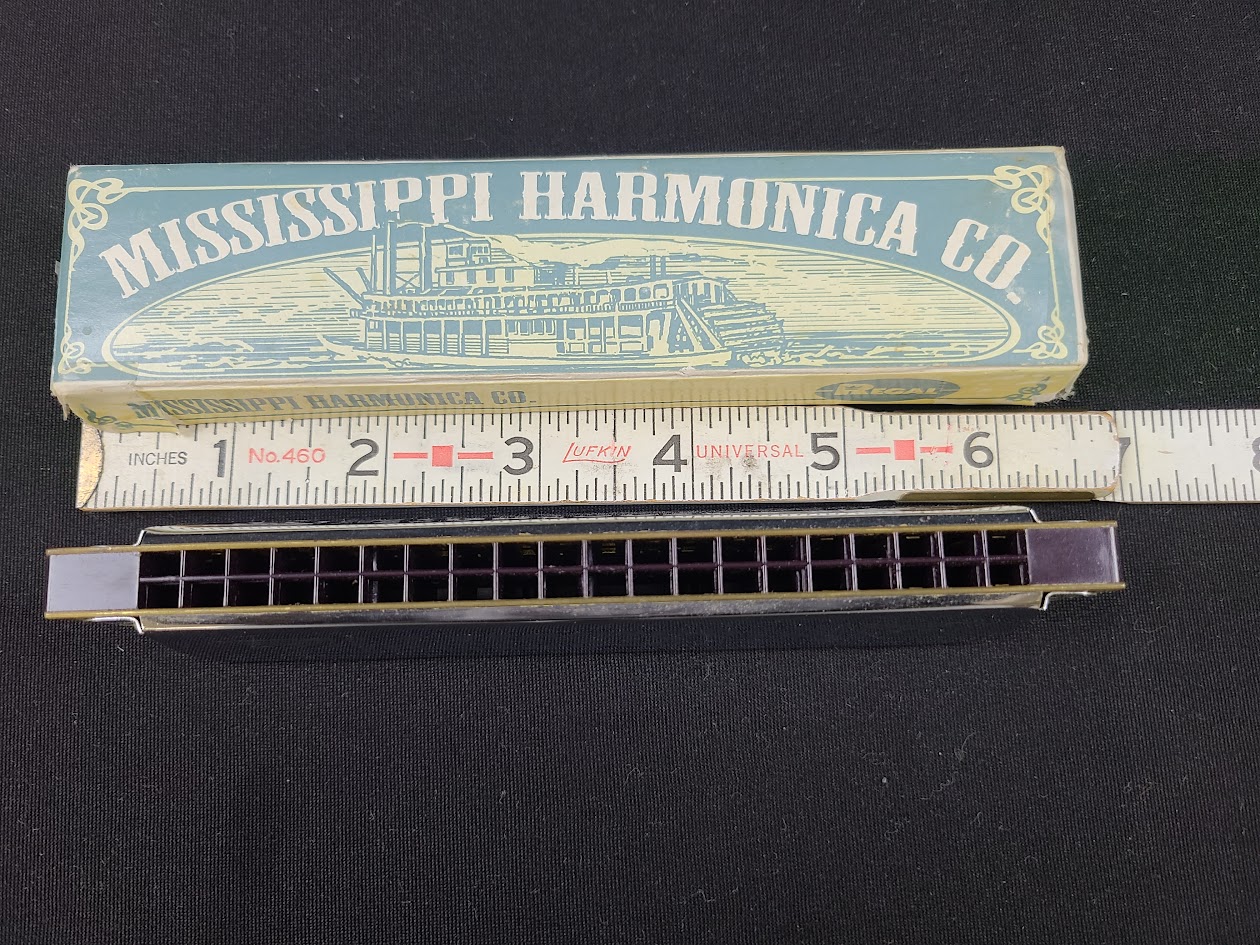 MISSISSIPPI HARMONICA CO.
MISSISSIPPI HARMONICA CO.
INCHES 1 No.460 2 3 LUFKIN 4 UNIVERSAL 5 6 7 8